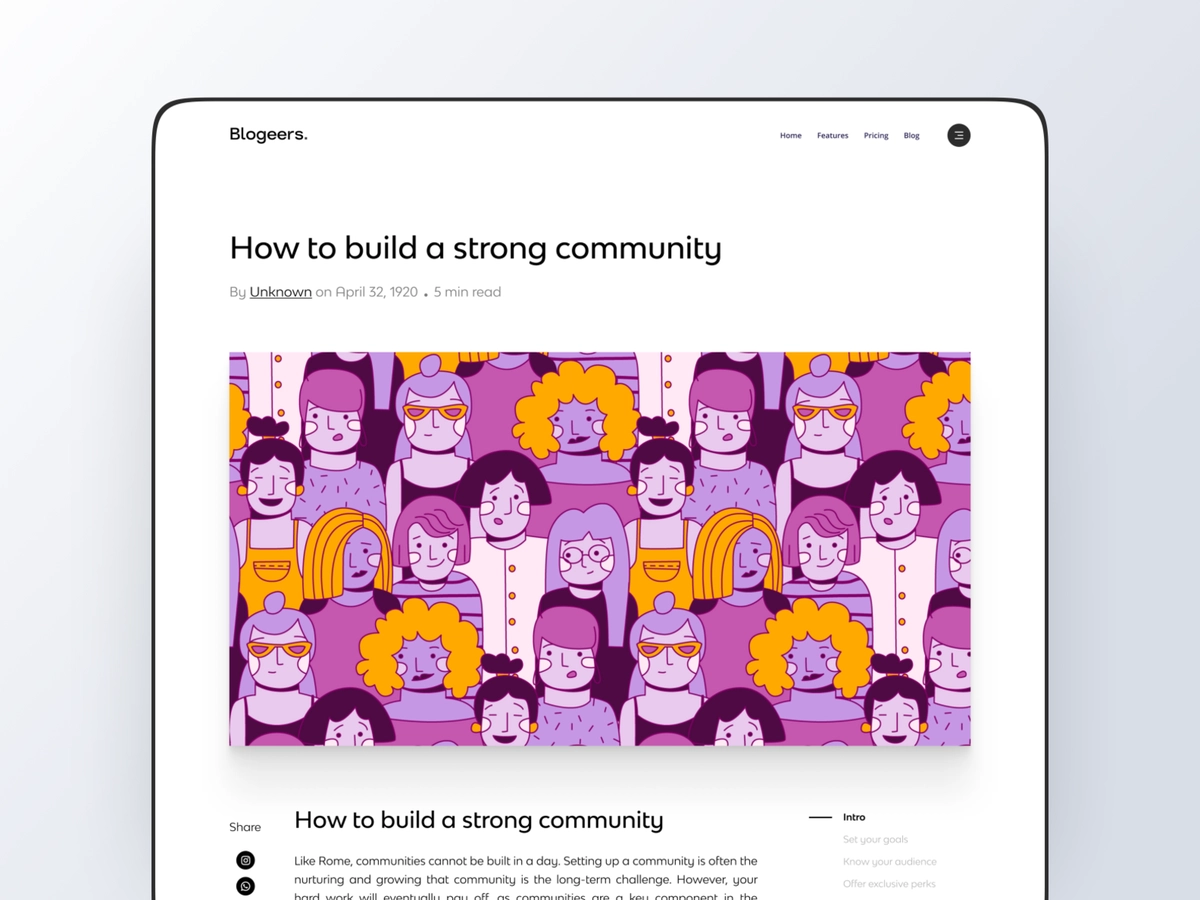 Blogeers.
Home Features Pricing Blog
How to build a strong community
By Unknown on April 32, 1920 • 5 min read
Share
How to build a strong community
Like Rome, communities cannot be built in a day. Setting up a community is often the
nurturing and growing that community is the long-term challenge. However, your
hard work will eventually pay off, as communities are a key component in the
Intro
Set your goals
Know your audience
Offer exclusive perks